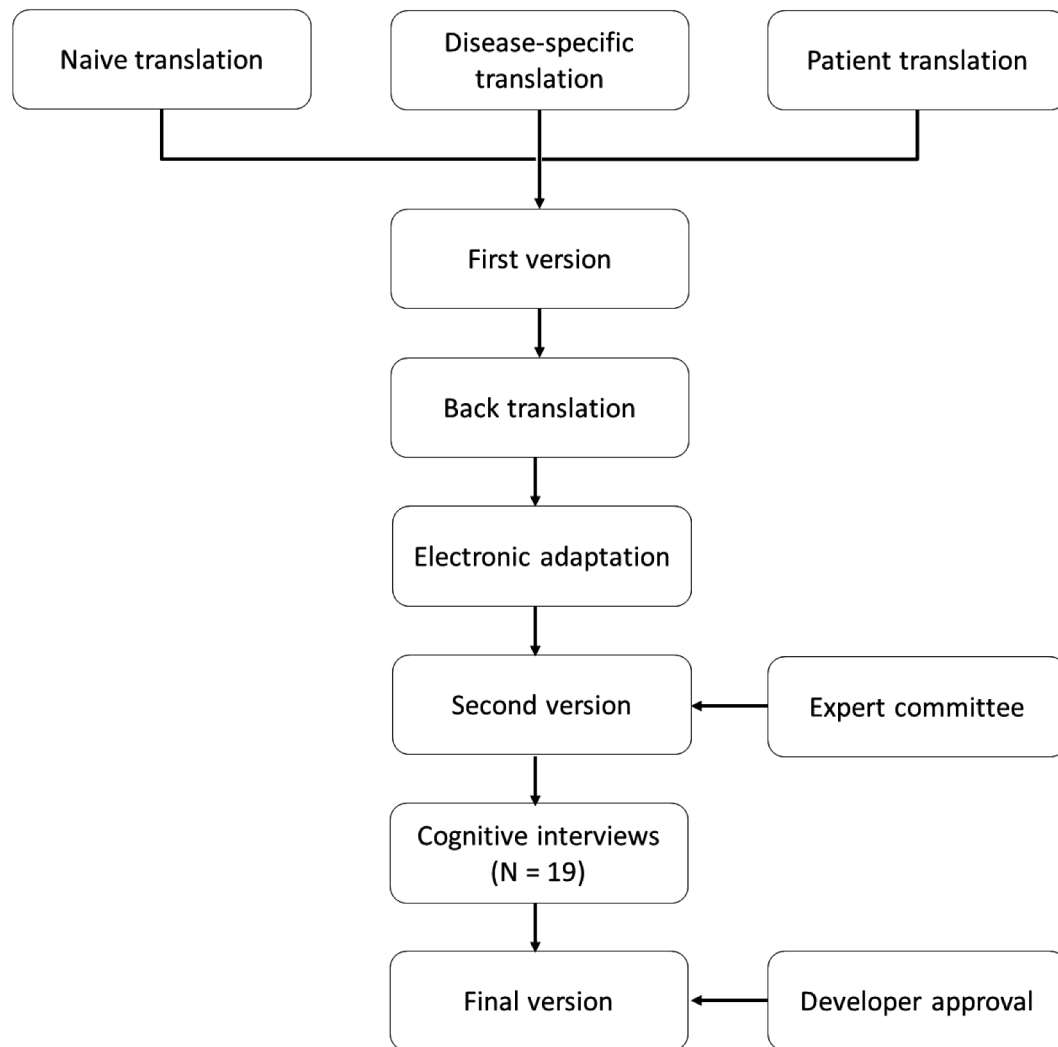 Naive translation
Disease-specific
translation
Patient translation
First version
Back translation
Electronic adaptation
Second version
Expert committee
Cognitive interviews
(N = 19)
Final version
Developer approval